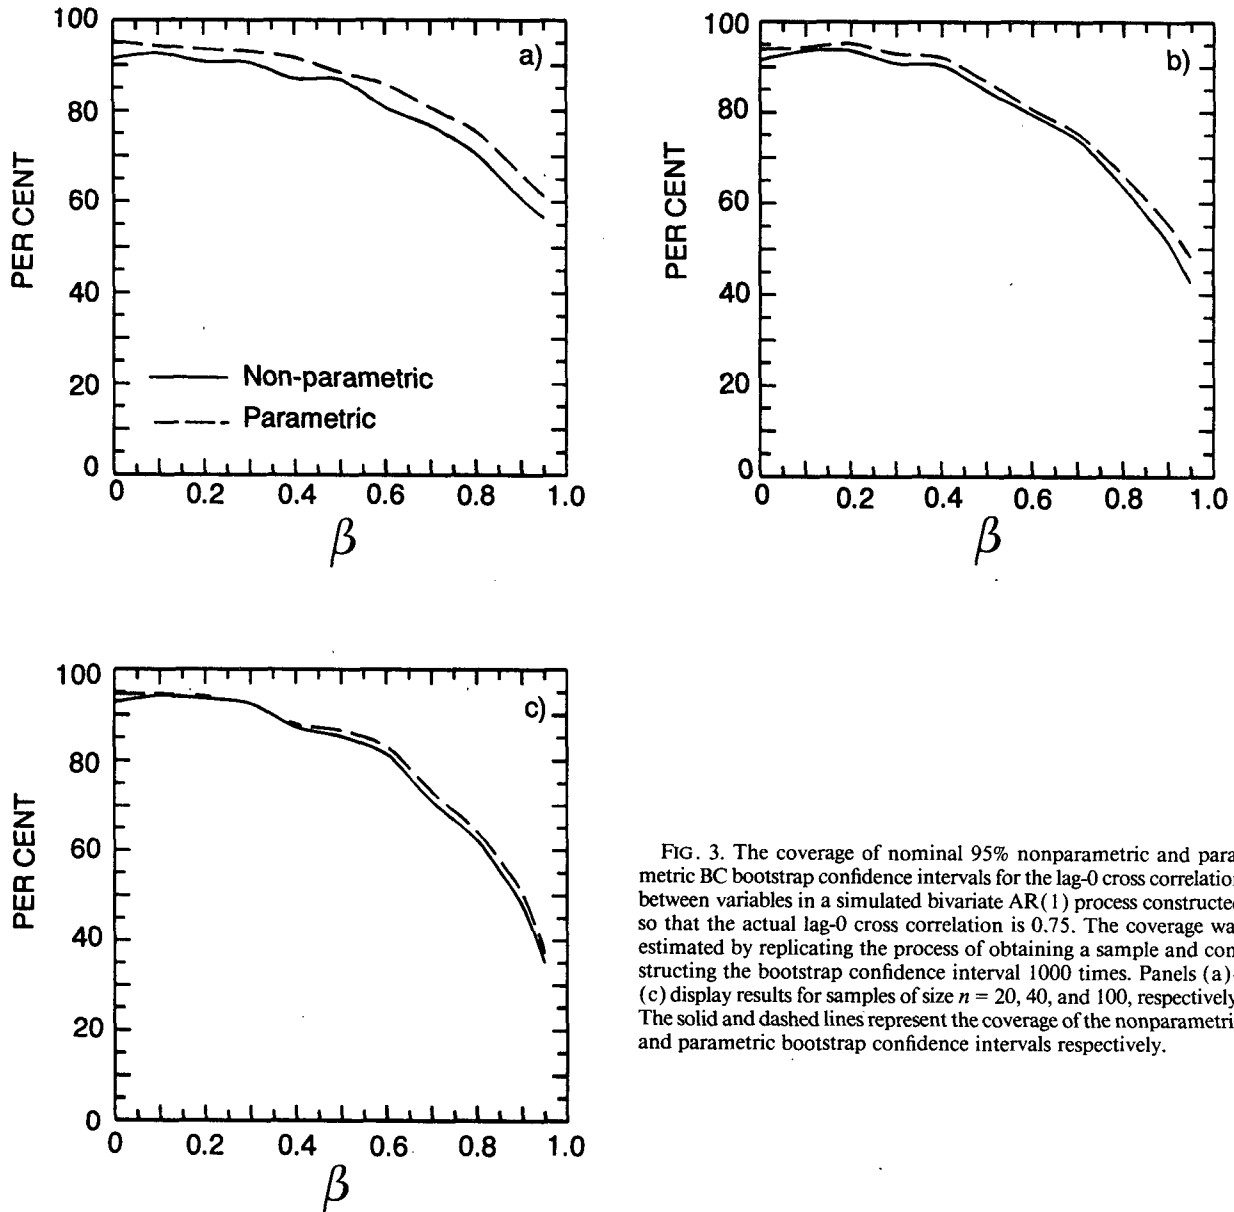 100
80
60
40
20
0
PER CENT
a)
Non-parametric
Parametric
0 0.2 0.4 0.6 0.8 1.0
β
100
80
60
40
20
0
PER CENT
b)
0 0.2 0.4 0.6 0.8 1.0
β
100
80
60
40
20
0
PER CENT
c)
0 0.2 0.4 0.6 0.8 1.0
β
FIG. 3. The coverage of nominal 95% nonparametric and para
metric BC bootstrap confidence intervals for the lag-0 cross correlation
between variables in a simulated bivariate AR(1) process constructed
so that the actual lag-0 cross correlation is 0.75. The coverage wa
estimated by replicating the process of obtaining a sample and con
structing the bootstrap confidence interval 1000 times. Panels (a)-
(c) display results for samples of size n = 20, 40, and 100, respectively
The solid and dashed lines represent the coverage of the nonparametri
and parametric bootstrap confidence intervals respectively.